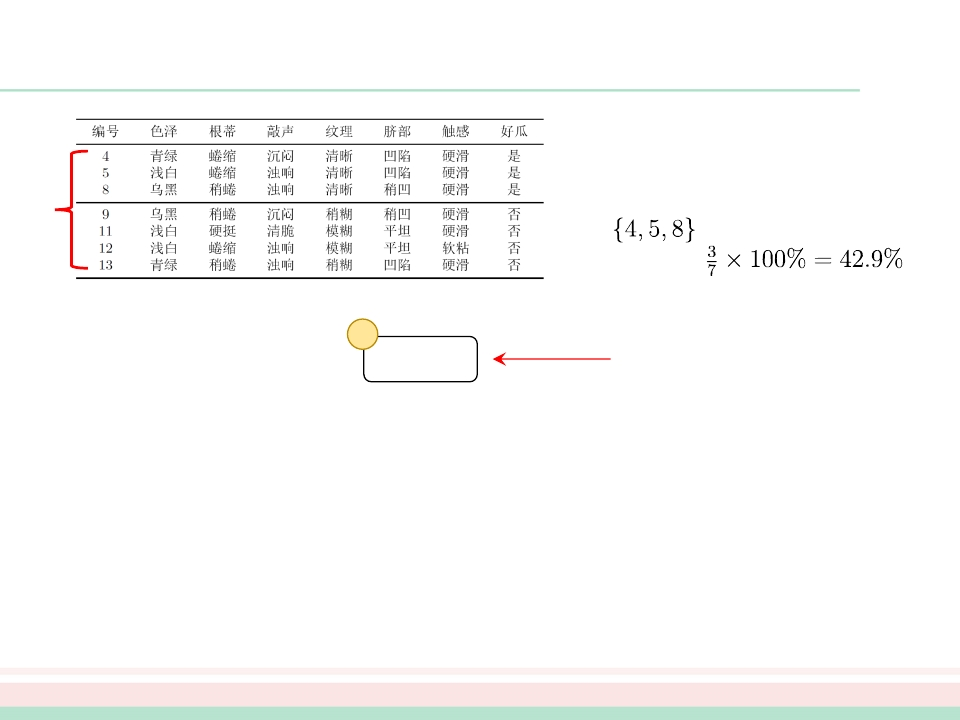 编号 色泽 根蒂 敲声 纹理 脐部 触感 好瓜
4 青绿 蜷缩 沉闷 清晰 凹陷 硬滑 是
5 浅白 蜷缩 浊响 清晰 凹陷 硬滑 是
8 乌黑 稍蜷 浊响 清晰 稍凹 硬滑 是
9 乌黑 稍蜷 沉闷 稍糊 稍凹 硬滑 否
11 浅白 硬挺 清脆 模糊 平坦 硬滑 否
12 浅白 蜷缩 浊响 模糊 平坦 软粘 否
13 青绿 稍蜷 浊响 稍糊 凹陷 硬滑 否
{4, 5, 8}
3/7 × 100% = 42.9%